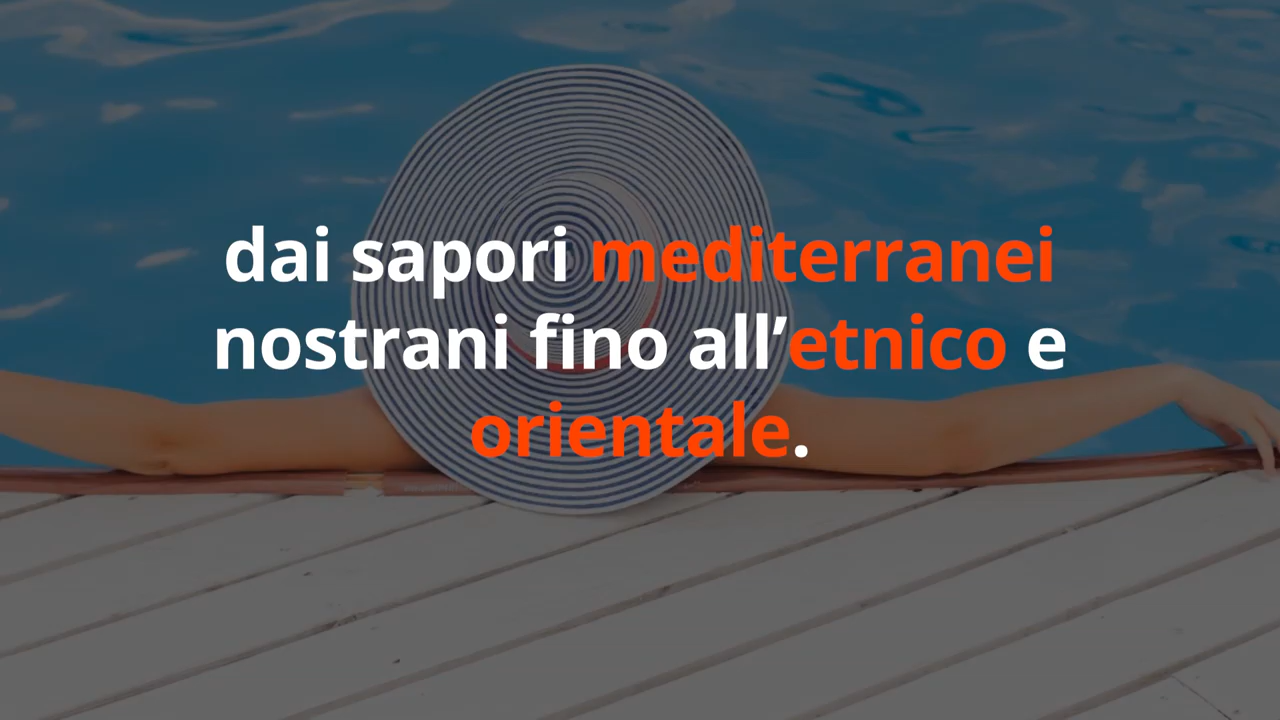 dai sapori mediterranei
nostrani fino all’etnico e
orientale.